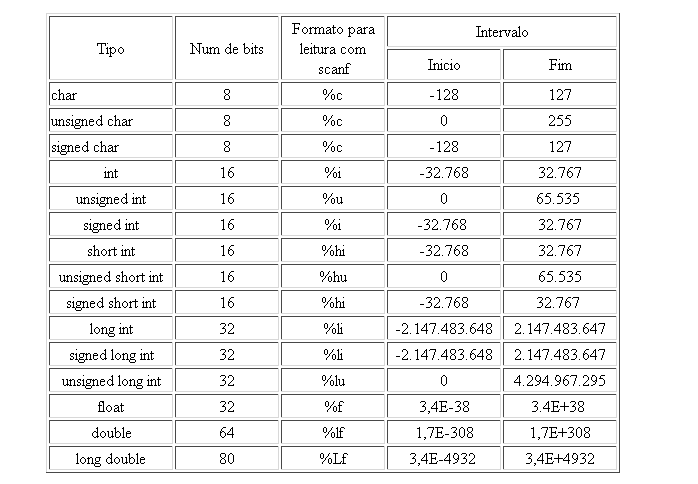 Tipo Num de bits Formato para leitura com scanf Intervalo
Inicio Fim
char 8 %c -128 127
unsigned char 8 %c 0 255
signed char 8 %c -128 127
int 16 %i -32.768 32.767
unsigned int 16 %u 0 65.535
signed int 16 %i -32.768 32.767
short int 16 %hi -32.768 32.767
unsigned short int 16 %hu 0 65.535
signed short int 16 %hi -32.768 32.767
long int 32 %li -2.147.483.648 2.147.483.647
signed long int 32 %li -2.147.483.648 2.147.483.647
unsigned long int 32 %lu 0 4.294.967.295
float 32 %f 3,4E-38 3.4E+38
double 64 %lf 1,7E-308 1,7E+308
long double 80 %Lf 3,4E-4932 3,4E+4932